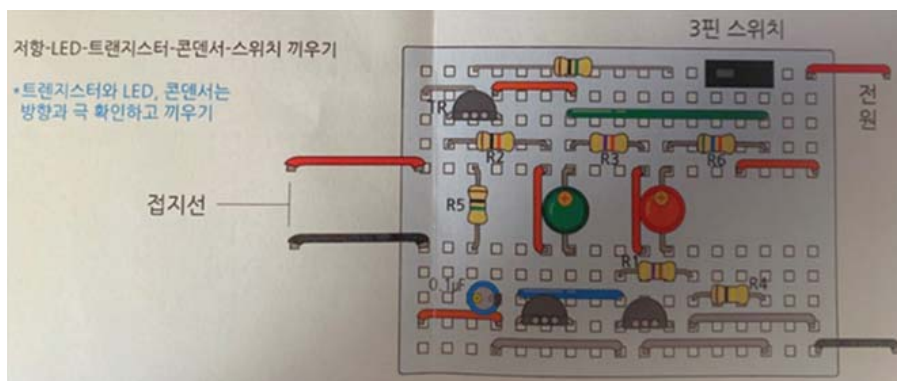 3핀 스위치
저항-LED-트랜지스터-콘덴서-스위치 끼우기
*트렌지스터와 LED, 콘덴서는
방향과 극 확인하고 끼우기
전원
TR
R2
R3
R6
접지선
R5
R1
0.1μF
R4